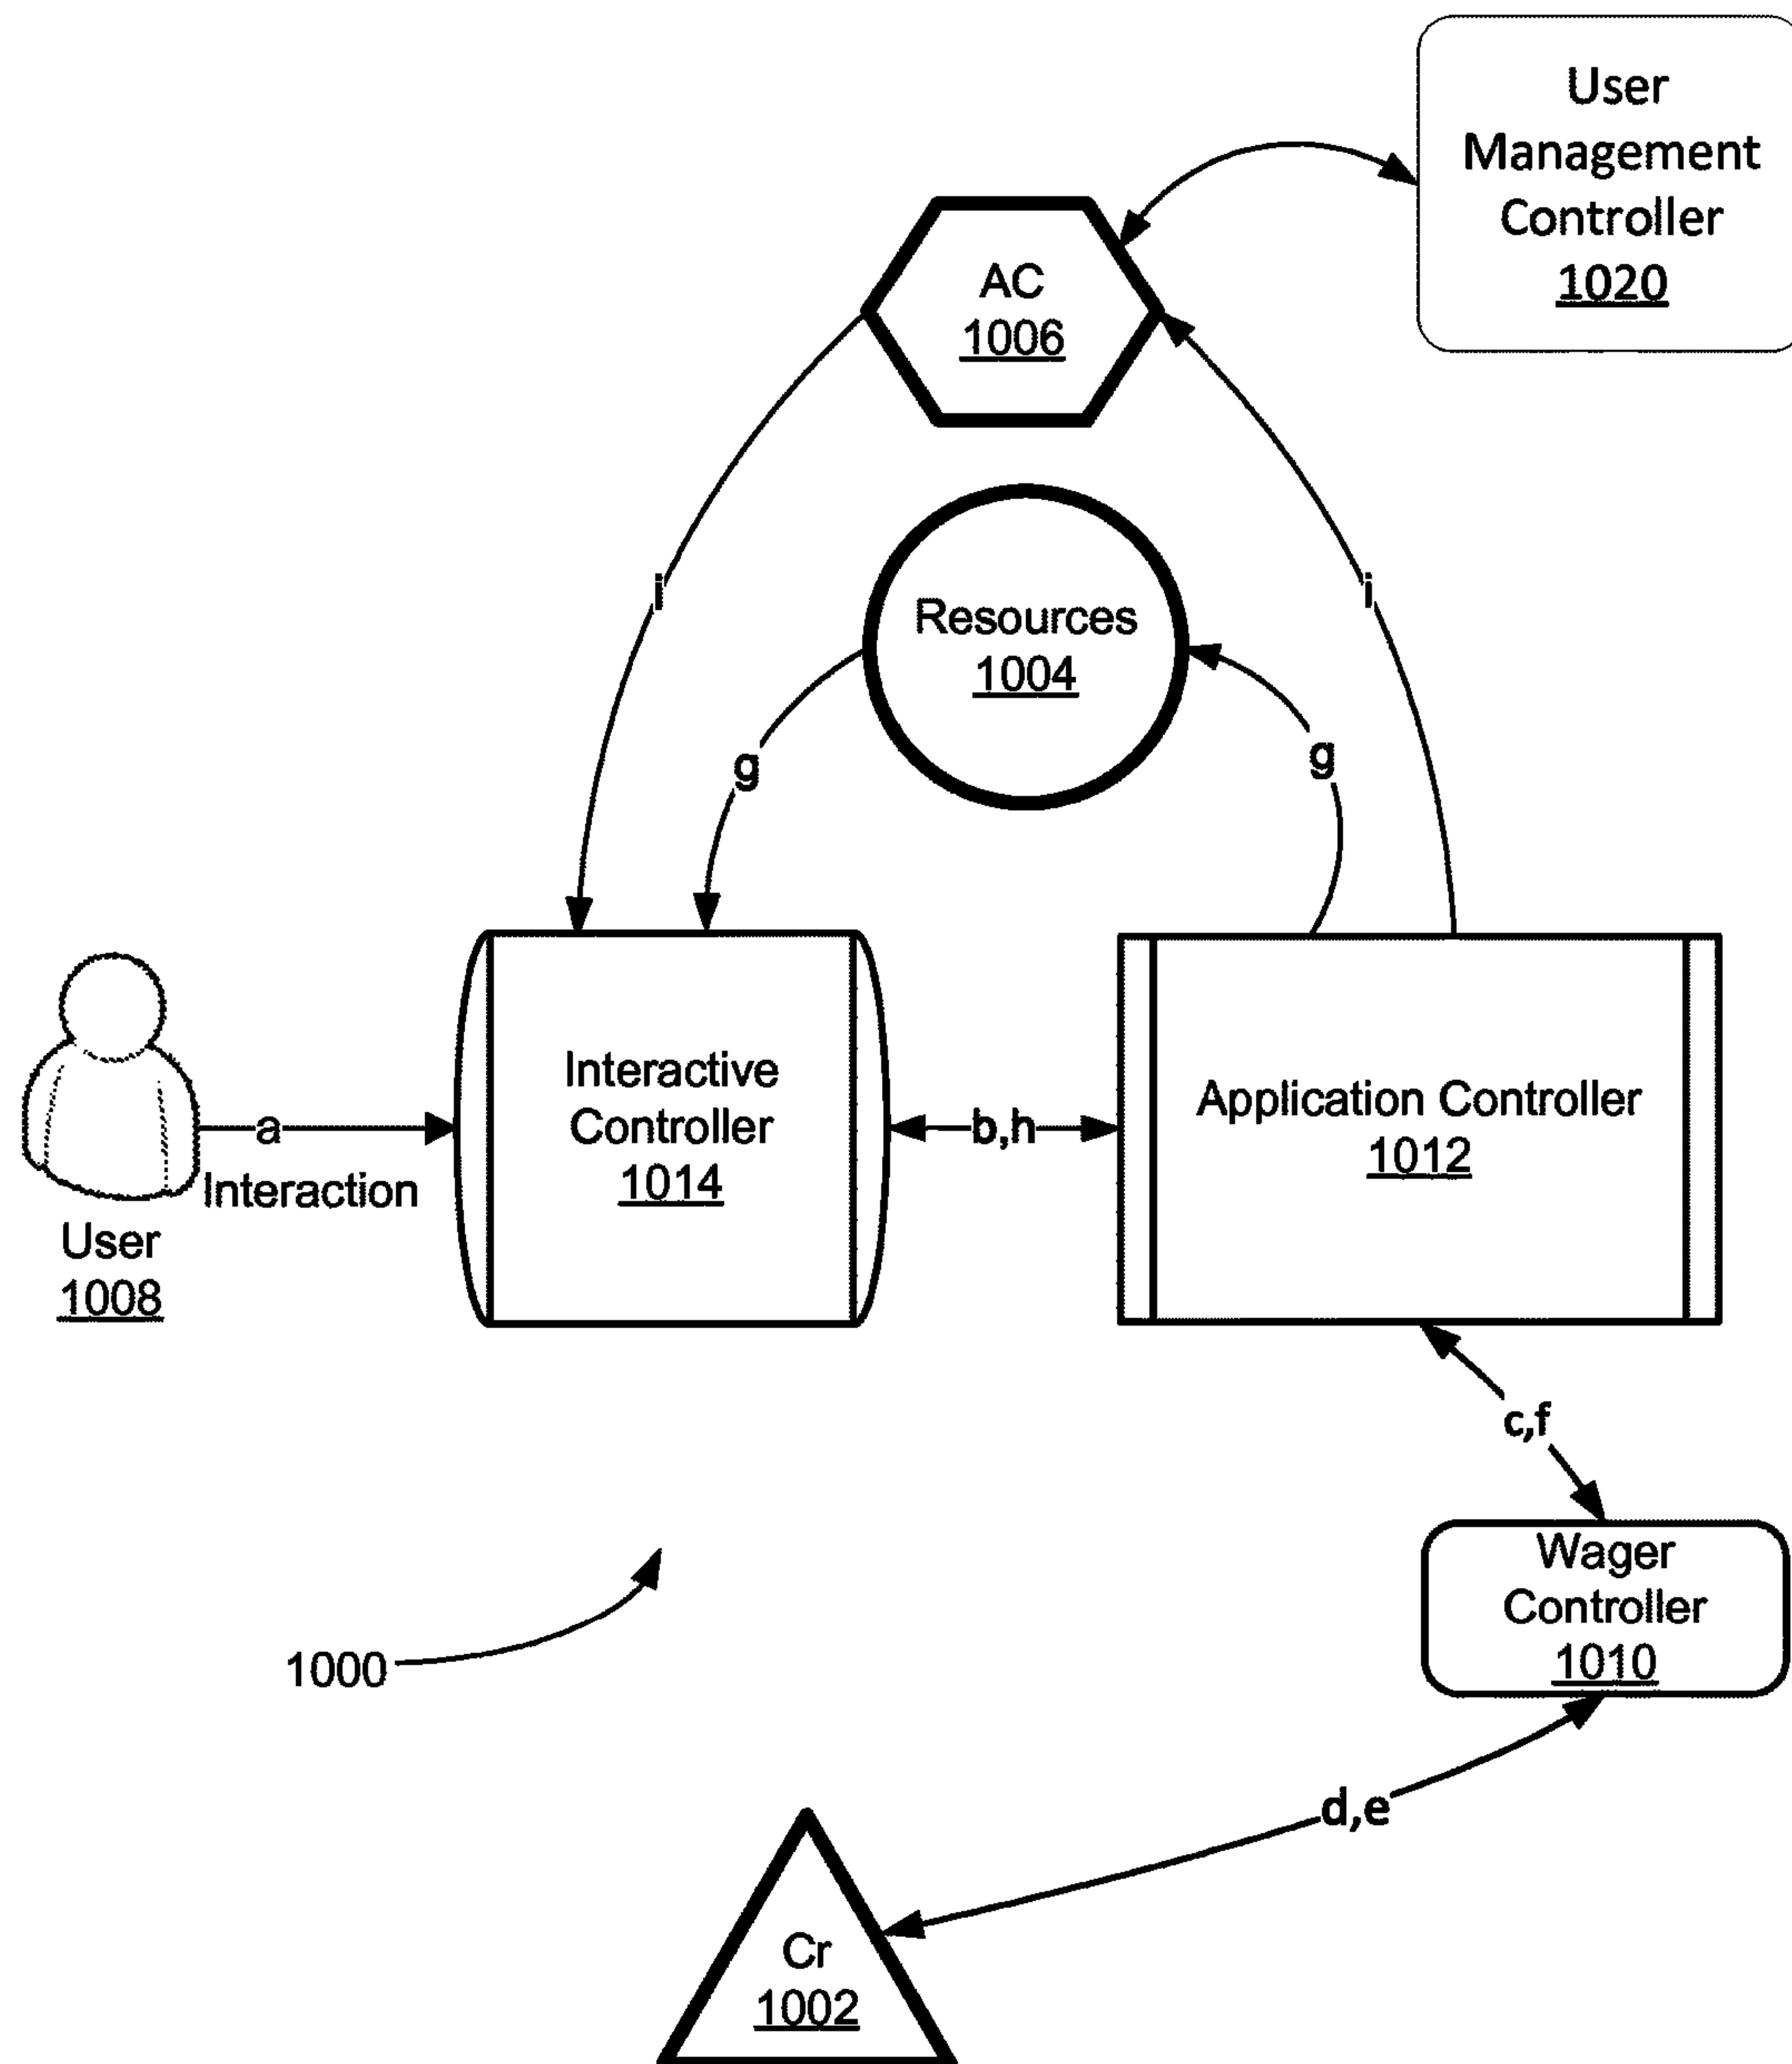 User
Management
Controller
1020
AC
1006
i
i
Resources
1004
g
g
Interactive
Controller
1014
Application Controller
1012
a
Interaction
b,h
User
1008
c,f
Wager
Controller
1010
1000
d,e
Cr
1002